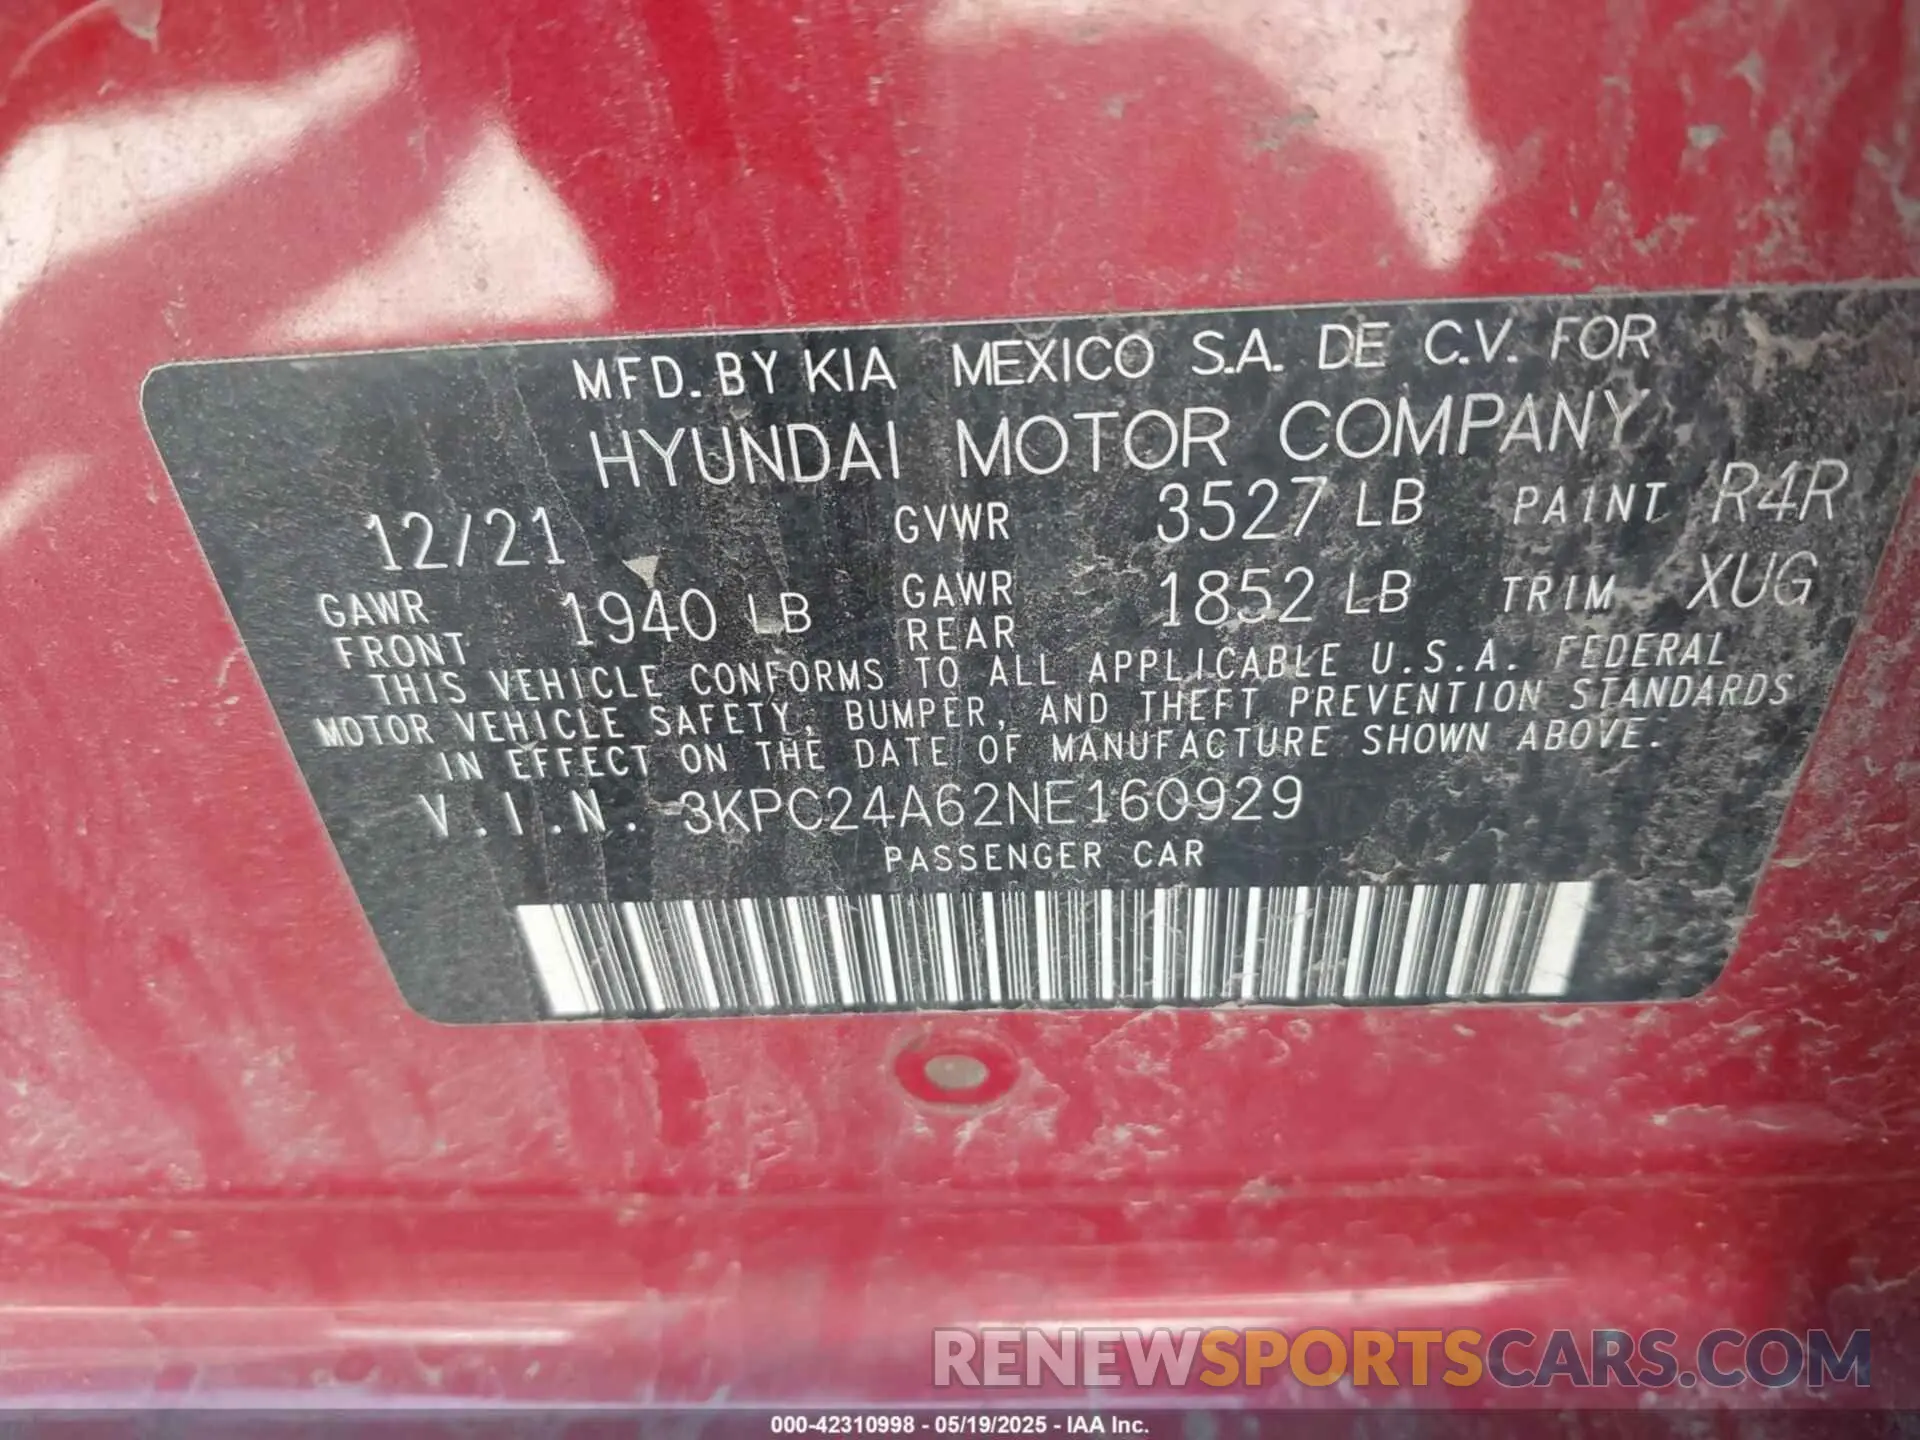 MFD. BY KIA MEXICO S.A. DE C.V. FOR
HYUNDAI MOTOR COMPANY
12/21 GVWR 3527 LB PAINT R4R
GAWR FRONT 1940 LB GAWR REAR 1852 LB TRIM XUG
THIS VEHICLE CONFORMS TO ALL APPLICABLE U.S.A. FEDERAL
MOTOR VEHICLE SAFETY, BUMPER, AND THEFT PREVENTION STANDARDS
IN EFFECT ON THE DATE OF MANUFACTURE SHOWN ABOVE.
V.I.N. 3KPC24A62NE160929
PASSENGER CAR
RENEWSPORTSCARS.COM
000-42310998 - 05/19/2025 - IAA Inc.